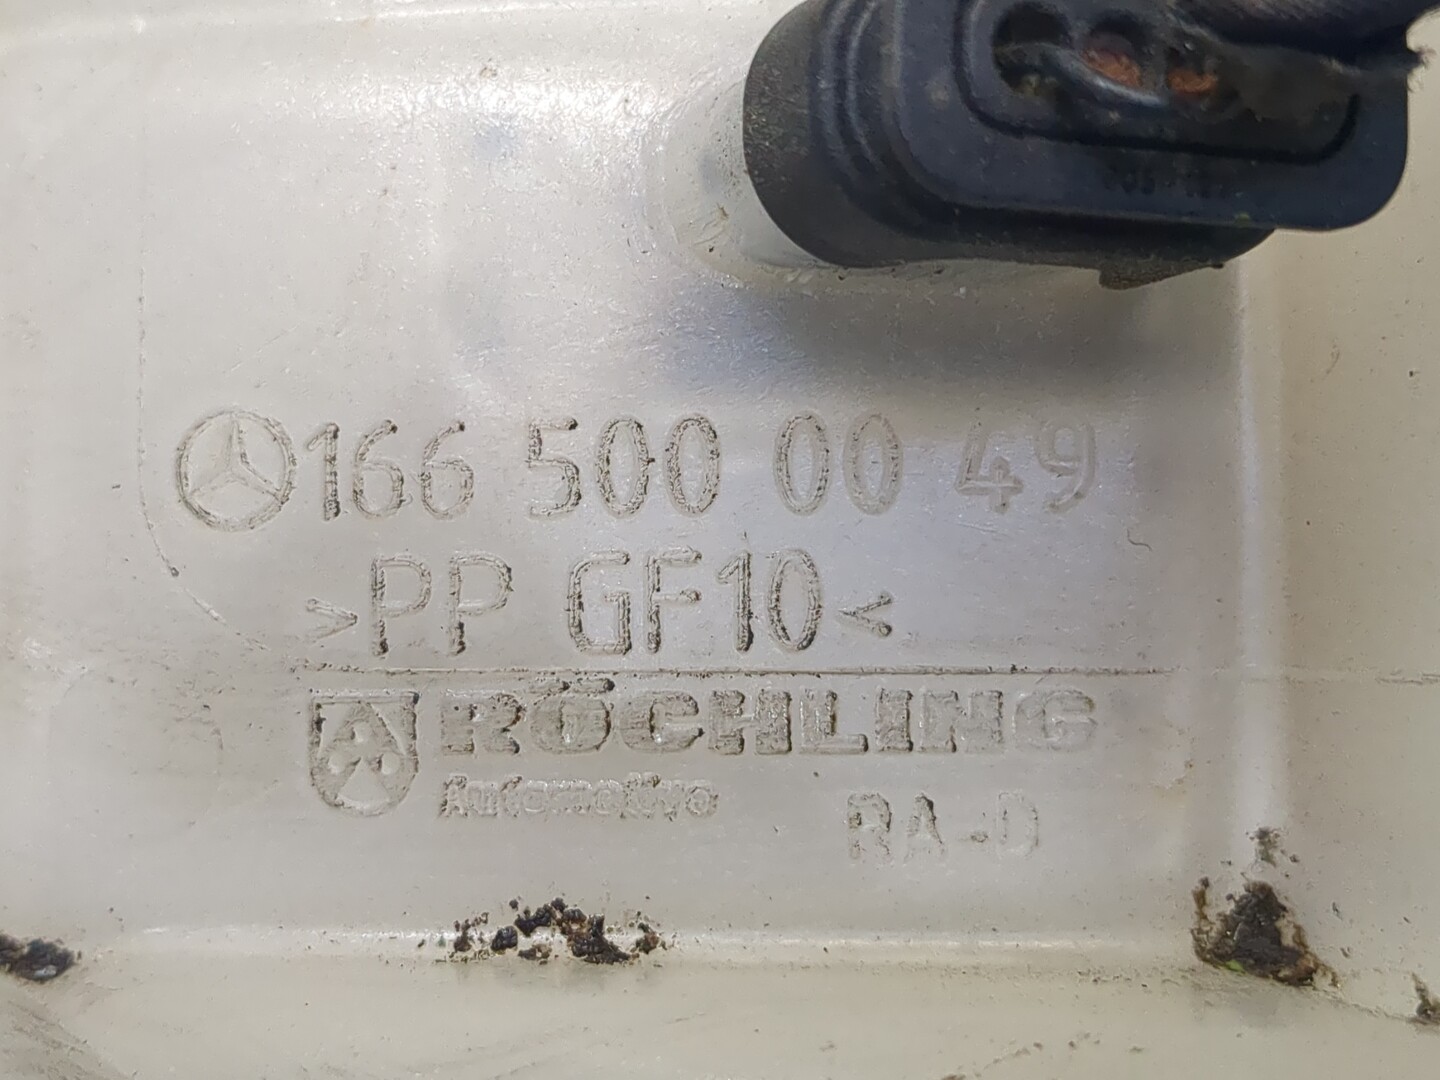 166 500 00 49
>PP GF10<
RÖCHLING
Automotive
RA-D